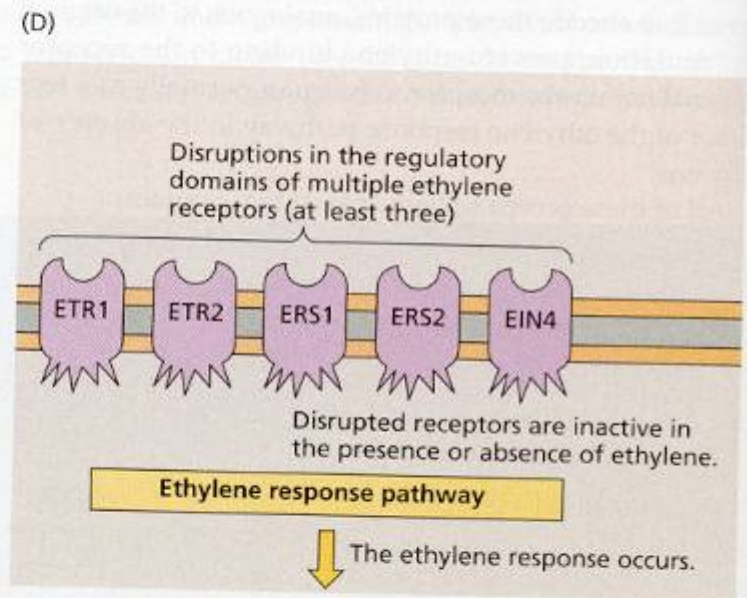 (D)
Disruptions in the regulatory
domains of multiple ethylene
receptors (at least three)
ETR1
ETR2
ERS1
ERS2
EIN4
Disrupted receptors are inactive in
the presence or absence of ethylene.
Ethylene response pathway
The ethylene response occurs.